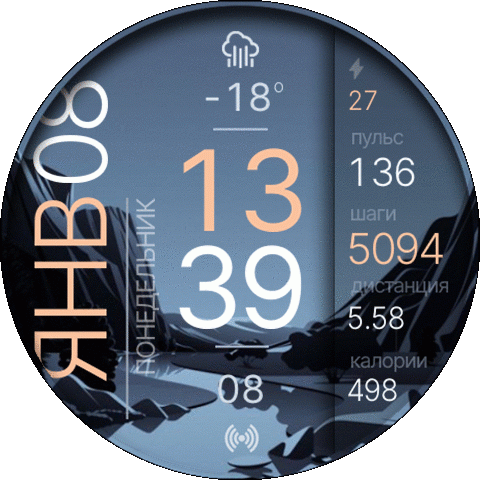 ЯНВ08
ПОНЕДЕЛЬНИК
-18°
13
39
08
27
пульс
136
шаги
5094
дистанция
5.58
калории
498